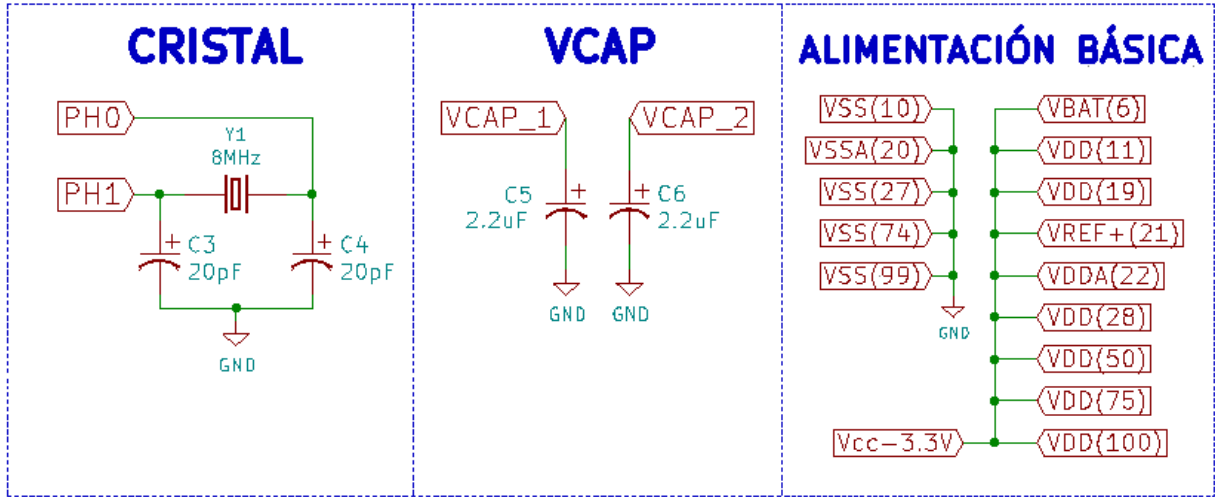 CRISTAL
PH0
Y1
8MHz
PH1
+
C3
20pF
+
C4
20pF
GND
VCAP
VCAP_1
VCAP_2
C5
2.2uF
+
+
C6
2.2uF
GND
GND
ALIMENTACIÓN BÁSICA
VSS(10)
VSSA(20)
VSS(27)
VSS(74)
VSS(99)
GND
VBAT(6)
VDD(11)
VDD(19)
VREF+(21)
VDDA(22)
VDD(28)
VDD(50)
VDD(75)
Vcc-3.3V
VDD(100)